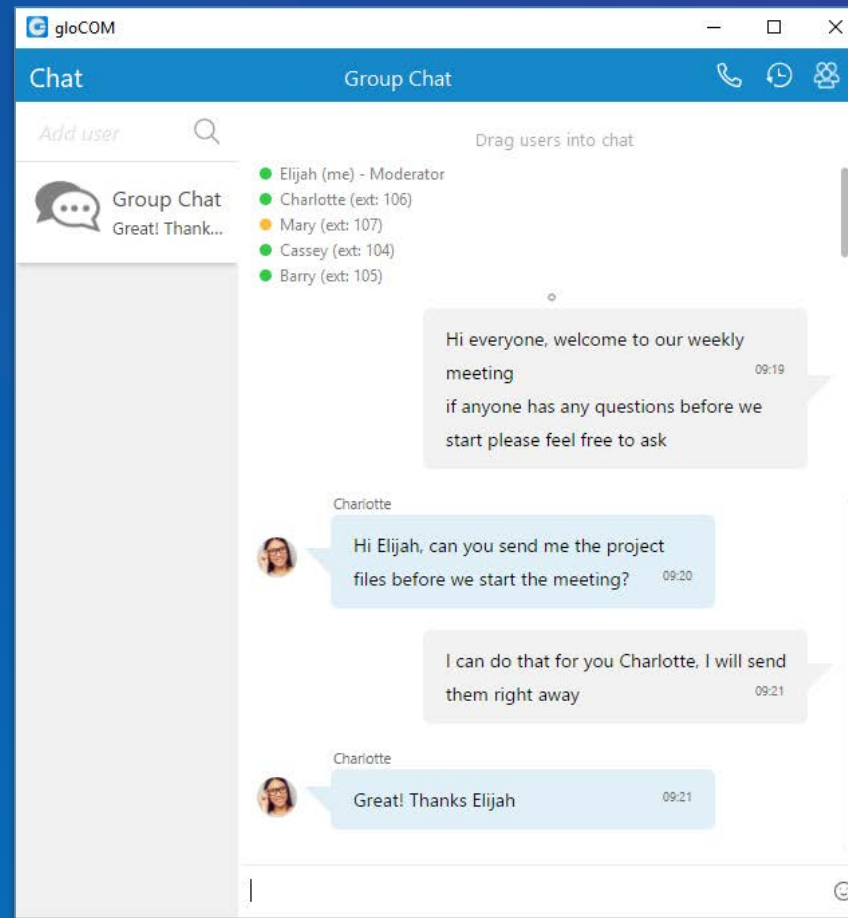 gloCOM
Chat
Group Chat
Add user
Group Chat
Great! Thank...
Drag users into chat
Elijah (me) - Moderator
Charlotte (ext: 106)
Mary (ext: 107)
Cassey (ext: 104)
Barry (ext: 105)
Hi everyone, welcome to our weekly
meeting 09:19
if anyone has any questions before we
start please feel free to ask
Charlotte
Hi Elijah, can you send me the project
files before we start the meeting? 09:20
I can do that for you Charlotte, I will send
them right away 09:21
Charlotte
Great! Thanks Elijah 09:21